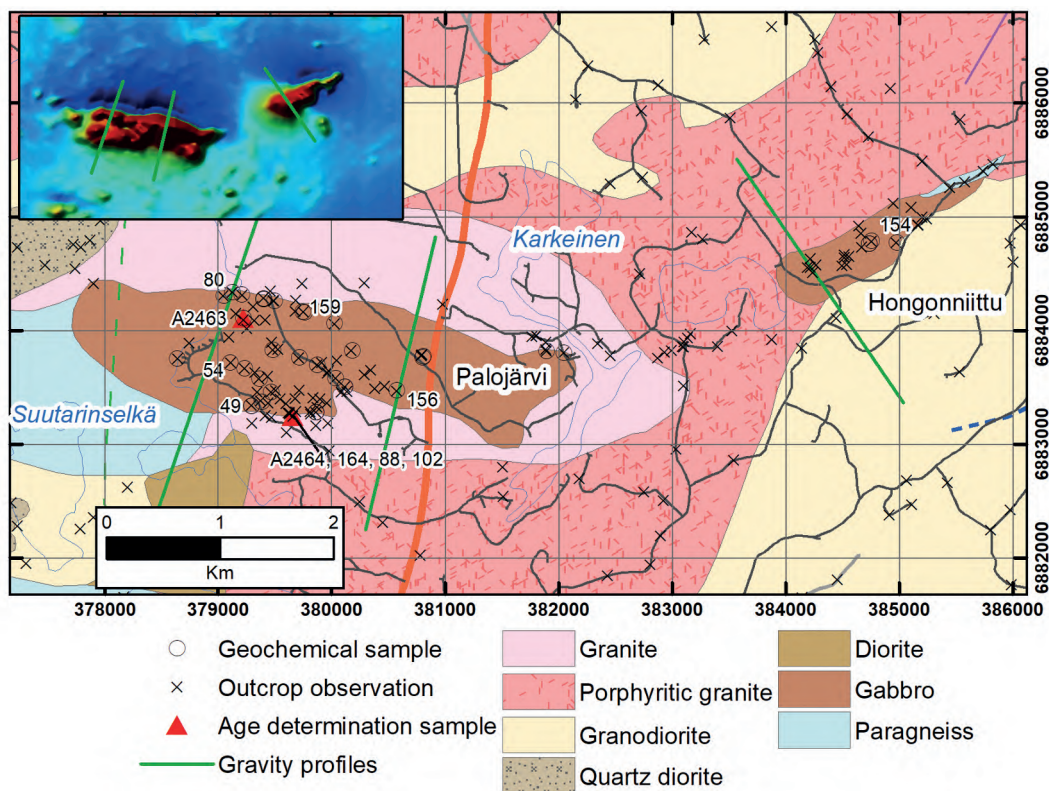 6886000
6885000
6884000
6883000
6882000
Karkeinen
154
Hongonniittu
80
A2463
159
54
Palojärvi
49
156
Suutarinselkä
A2464, 164, 88, 102
0 1 2
Km
378000 379000 380000 381000 382000 383000 384000 385000 386000
Geochemical sample
Outcrop observation
Age determination sample
Gravity profiles
Granite
Porphyritic granite
Granodiorite
Quartz diorite
Diorite
Gabbro
Paragneiss